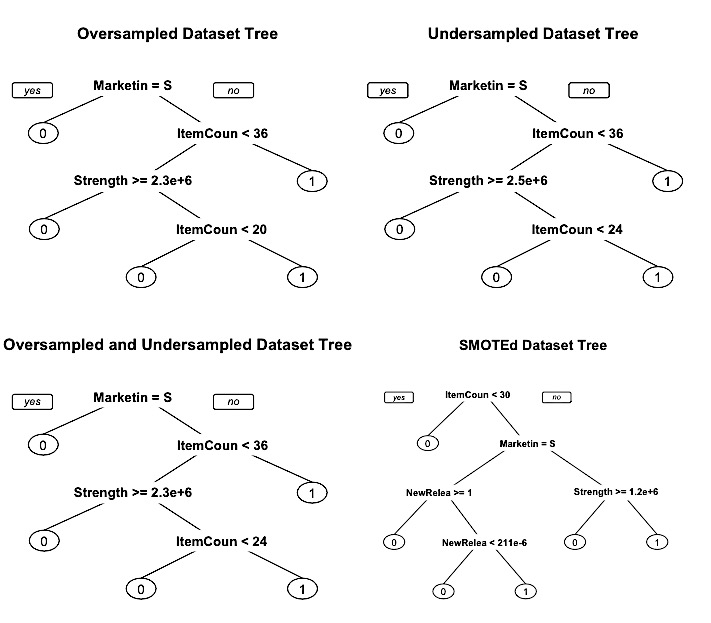 Oversampled Dataset Tree
yes
Marketin = S
no
0
ItemCoun < 36
Strength >= 2.3e+6
1
0
ItemCoun < 20
0
1
Undersampled Dataset Tree
yes
Marketin = S
no
0
ItemCoun < 36
Strength >= 2.5e+6
1
0
ItemCoun < 24
0
1
Oversampled and Undersampled Dataset Tree
yes
Marketin = S
no
0
ItemCoun < 36
Strength >= 2.3e+6
1
0
ItemCoun < 24
0
1
SMOTEd Dataset Tree
yes
ItemCoun < 30
no
0
Marketin = S
NewRelea >= 1
Strength >= 1.2e+6
0
NewRelea < 211e-6
0
1
0
1